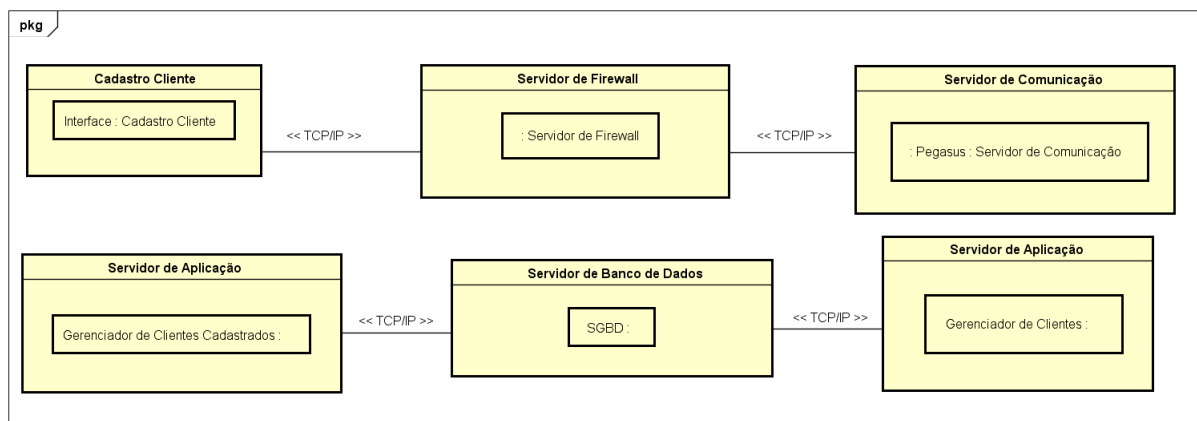 pkg
Cadastro Cliente
Interface : Cadastro Cliente
<< TCP/IP >>
Servidor de Firewall
: Servidor de Firewall
<< TCP/IP >>
Servidor de Comunicação
: Pegasus : Servidor de Comunicação
Servidor de Aplicação
Gerenciador de Clientes Cadastrados :
<< TCP/IP >>
Servidor de Banco de Dados
SGBD :
<< TCP/IP >>
Servidor de Aplicação
Gerenciador de Clientes :